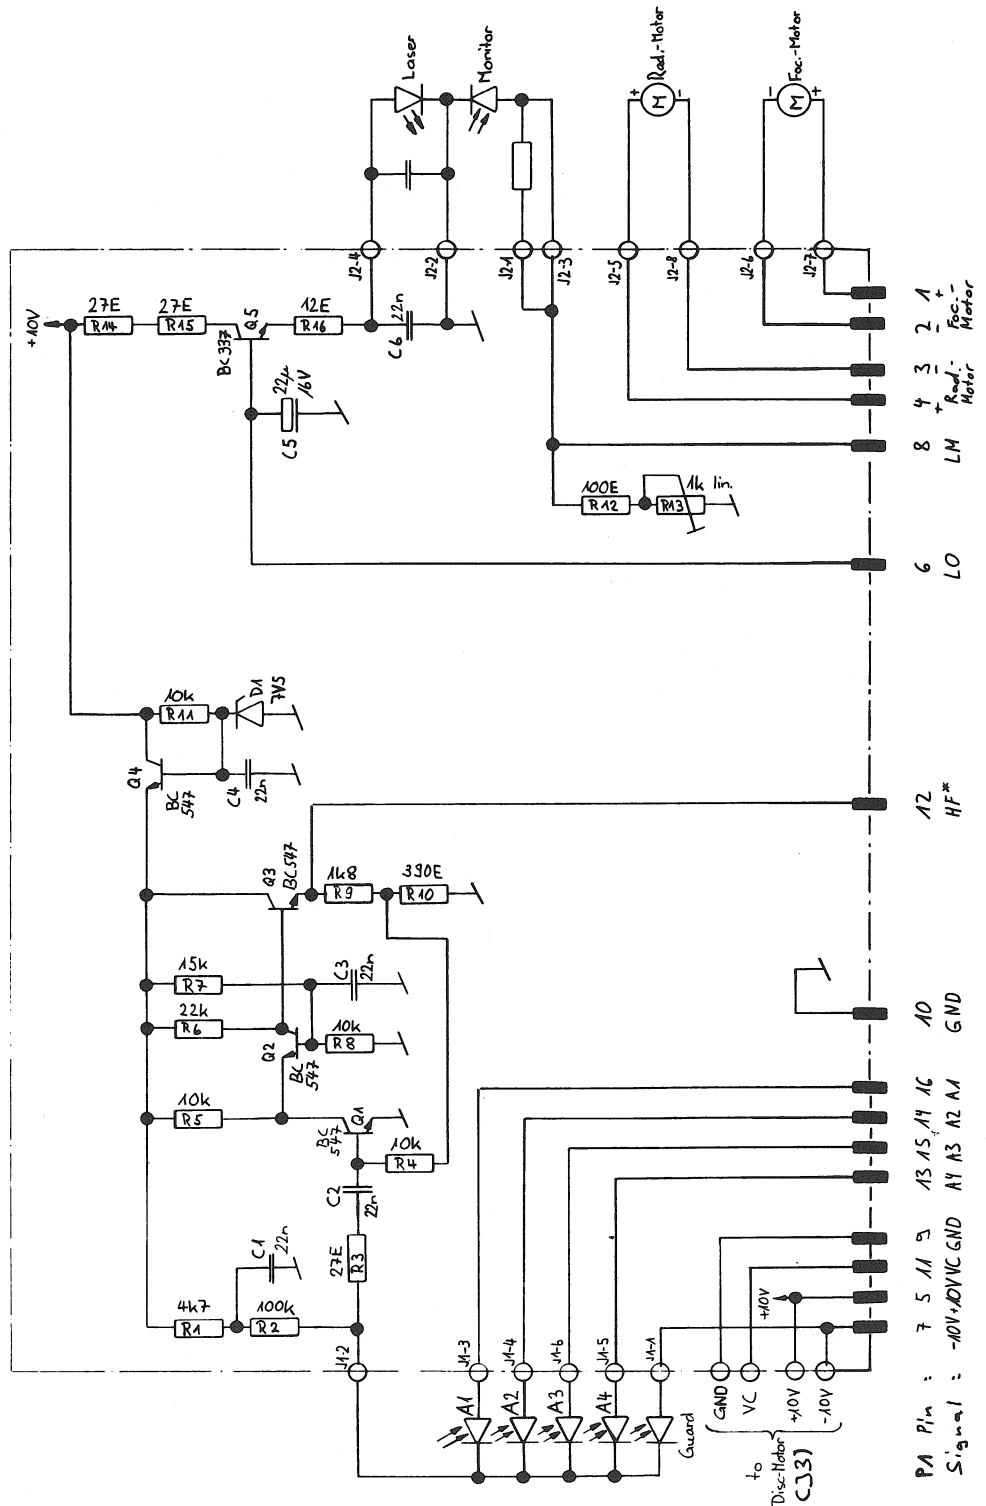 Laser
Monitor
Rad.-Motor
Foc.-Motor
M
+
-
M
-
+
J2-4
J2-2
J2-1
J2-3
J2-5
J2-8
J2-6
J2-7
+10V
27E
R14
27E
R15
BC337
Q5
12E
R16
22n
C6
22µ
16V
C5
100E
R12
1k lin.
R13
10k
R11
D1
7V5
Q4
BC
547
C4
22n
Q3
BC547
1k8
R9
390E
R10
15k
R7
C3
22n
22k
R6
Q2
BC
547
10k
R8
10k
R5
BC
547
Q1
10k
R4
C2
22n
27E
R3
C1
22n
4k7
R1
100k
R2
J1-2
J1-3
J1-4
J1-6
J1-5
J1-1
A1
A2
A3
A4
Guard
GND
VC
+10V
-10V
+10V
to
Disc-Motor
(J3)
P1 Pin : 7 5 11 9 13 15 14 16 10 12 6 8 4 3 2 1
Signal : -10V +10V VC GND A4 A3 A2 A1 GND HF* LO LM + Rad.-Motor - - Foc.-Motor +